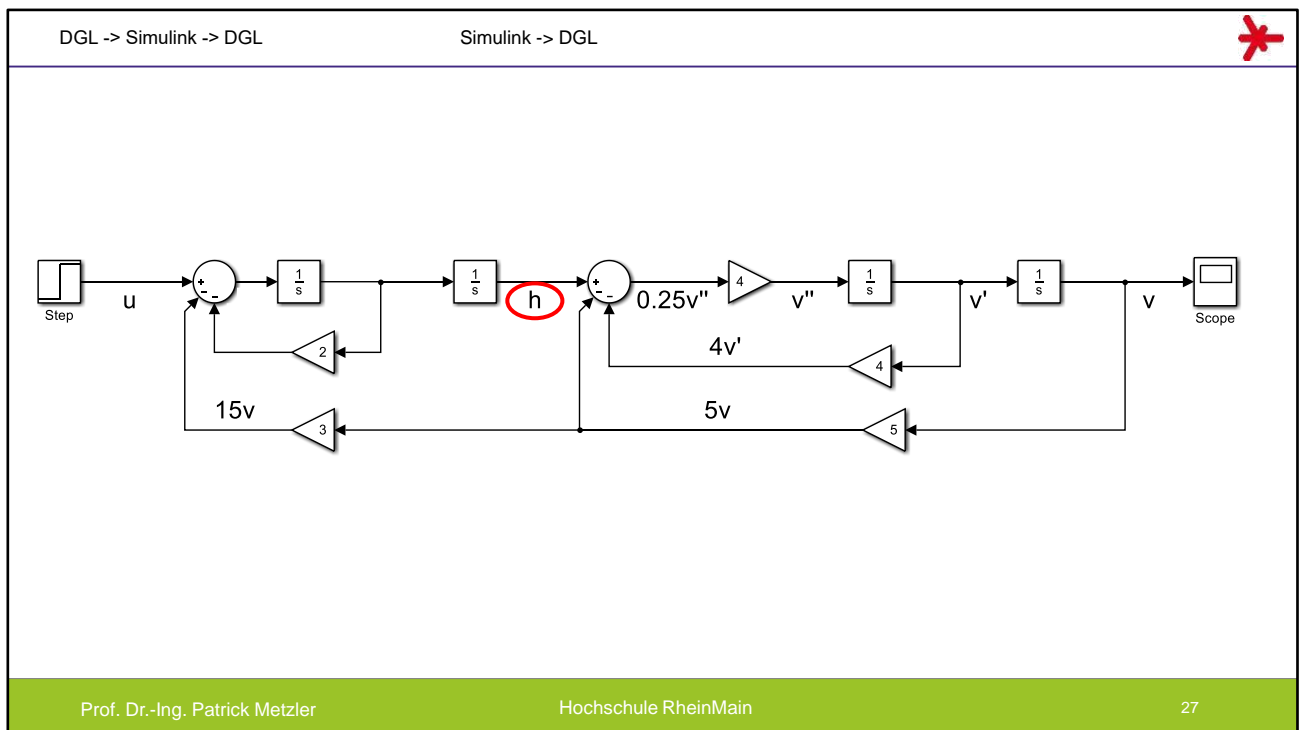 DGL -> Simulink -> DGL Simulink -> DGL
Step
u
1
s
2
1
s
h
0.25v"
4
v"
1
s
v'
1
s
v
Scope
4v'
4
15v
3
5v
5
Prof. Dr.-Ing. Patrick Metzler Hochschule RheinMain 27